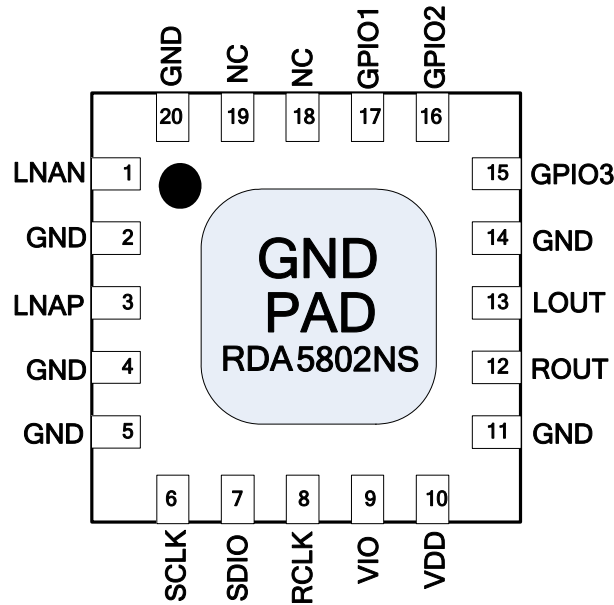 GND
NC
NC
GPIO1
GPIO2
20
19
18
17
16
LNAN 1
15 GPIO3
GND 2
14 GND
LNAP 3
13 LOUT
GND 4
12 ROUT
GND 5
11 GND
GND
PAD
RDA5802NS
6
7
8
9
10
SCLK
SDIO
RCLK
VIO
VDD